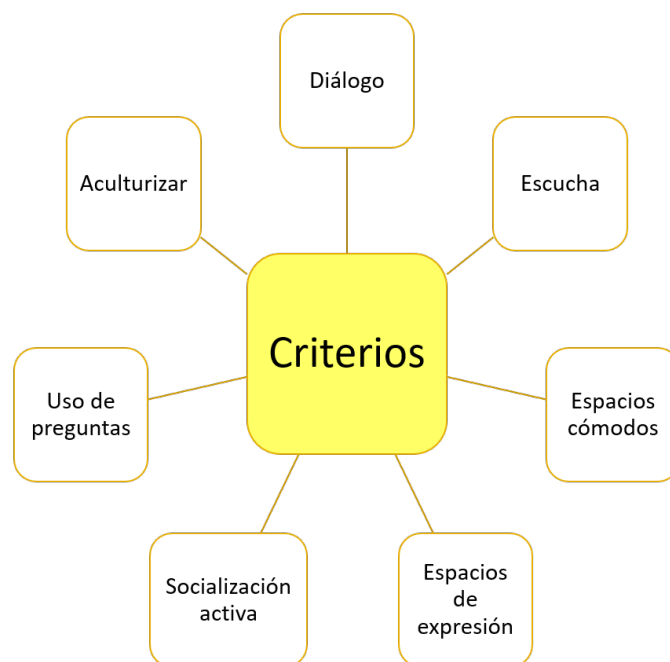 Diálogo
Aculturizar
Escucha
Criterios
Uso de
preguntas
Espacios
cómodos
Socialización
activa
Espacios
de
expresión